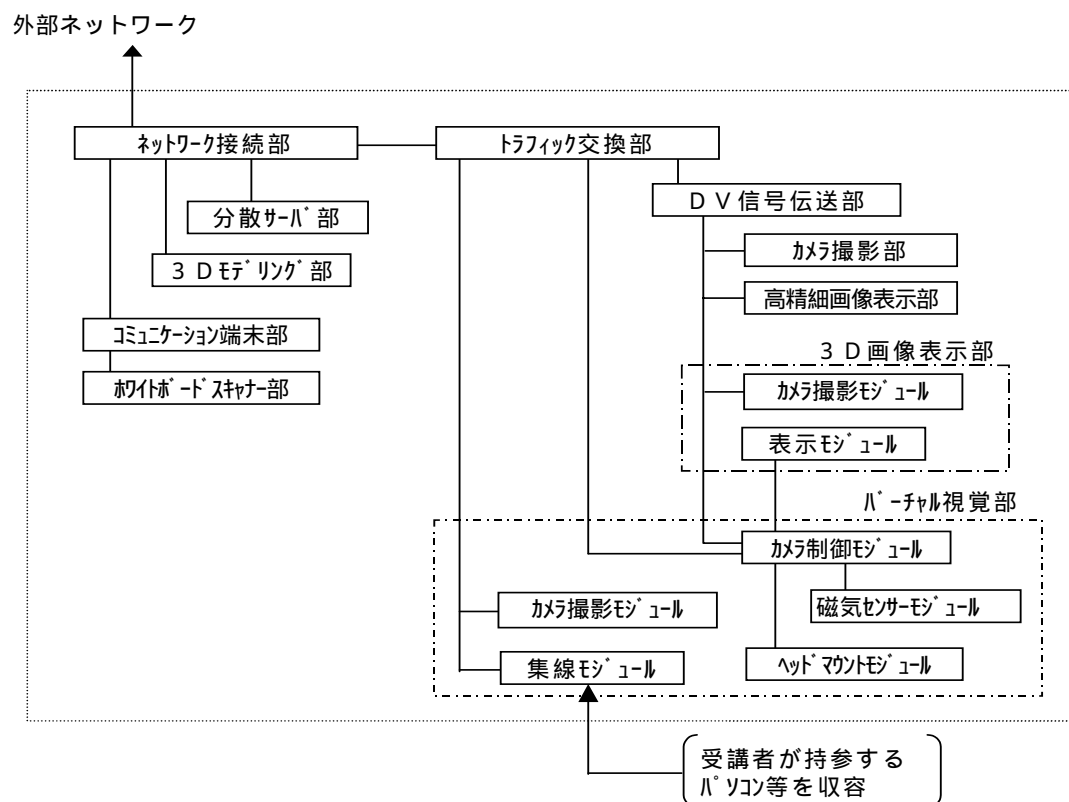 外部ネットワーク
ﾈｯﾄﾜｰｸ接続部
ﾄﾗﾌｨｯｸ交換部
ＤＶ信号伝送部
分散ｻｰﾊﾞ部
カメラ撮影部
３Ｄﾓﾃﾞﾘﾝｸﾞ部
高精細画像表示部
ｺﾐｭﾆｹｰｼｮﾝ端末部
３Ｄ画像表示部
ﾎﾜｲﾄﾎﾞｰﾄﾞｽｷｬﾅｰ部
ｶﾒﾗ撮影ﾓｼﾞｭｰﾙ
表示ﾓｼﾞｭｰﾙ
ﾊﾞｰﾁｬﾙ視覚部
ｶﾒﾗ制御ﾓｼﾞｭｰﾙ
ｶﾒﾗ撮影ﾓｼﾞｭｰﾙ
磁気ｾﾝｻｰﾓｼﾞｭｰﾙ
集線ﾓｼﾞｭｰﾙ
ﾍｯﾄﾞﾏｳﾝﾄﾓｼﾞｭｰﾙ
受講者が持参する
ﾊﾟｿｺﾝ等を収容